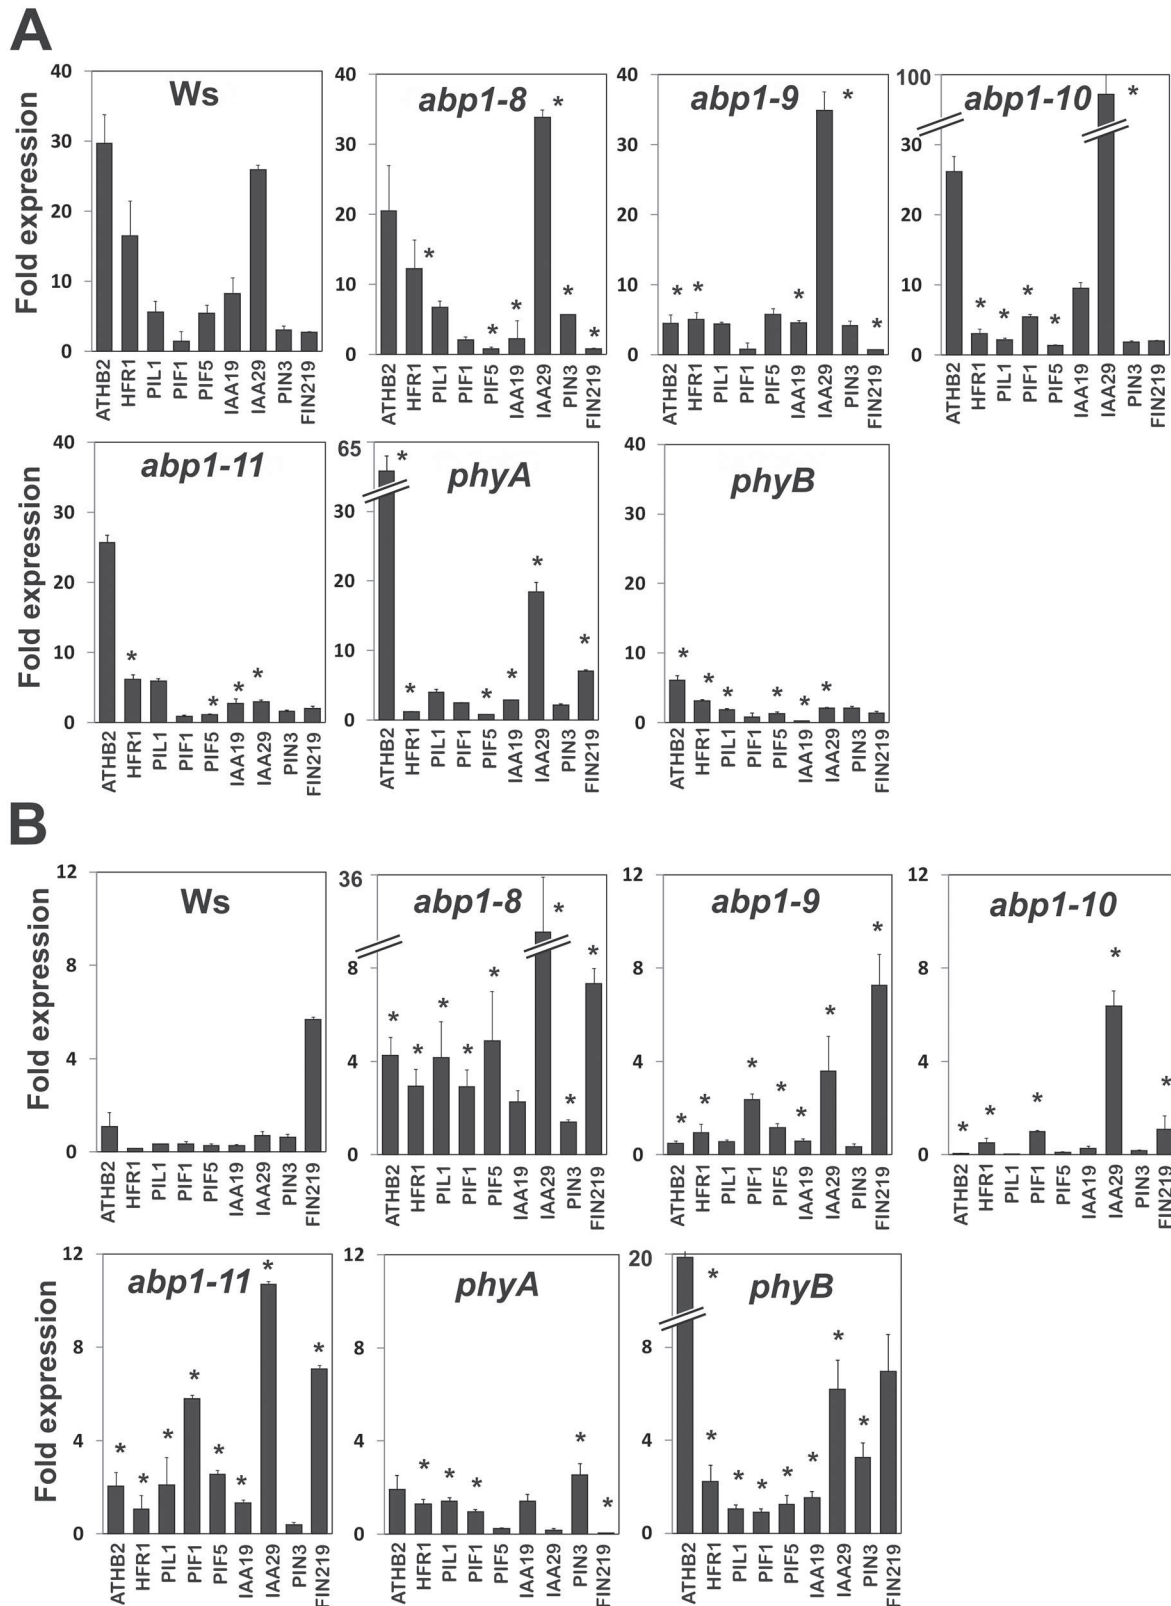 A
Fold expression
40
30
20
10
0
Ws
ATHB2
HFR1
PIL1
PIF1
PIF5
IAA19
IAA29
PIN3
FIN219
40
30
20
10
0
abp1-8
*
*
*
*
*
*
ATHB2
HFR1
PIL1
PIF1
PIF5
IAA19
IAA29
PIN3
FIN219
40
30
20
10
0
abp1-9
*
*
*
*
*
ATHB2
HFR1
PIL1
PIF1
PIF5
IAA19
IAA29
PIN3
FIN219
100
30
20
10
0
abp1-10
*
*
*
*
*
ATHB2
HFR1
PIL1
PIF1
PIF5
IAA19
IAA29
PIN3
FIN219
Fold expression
40
30
20
10
0
abp1-11
*
*
*
*
ATHB2
HFR1
PIL1
PIF1
PIF5
IAA19
IAA29
PIN3
FIN219
65
30
20
10
0
phyA
*
*
*
*
*
*
ATHB2
HFR1
PIL1
PIF1
PIF5
IAA19
IAA29
PIN3
FIN219
40
30
20
10
0
phyB
*
*
*
*
*
*
ATHB2
HFR1
PIL1
PIF1
PIF5
IAA19
IAA29
PIN3
FIN219
B
Fold expression
12
8
4
0
Ws
ATHB2
HFR1
PIL1
PIF1
PIF5
IAA19
IAA29
PIN3
FIN219
36
8
4
0
abp1-8
*
*
*
*
*
*
*
*
ATHB2
HFR1
PIL1
PIF1
PIF5
IAA19
IAA29
PIN3
FIN219
12
8
4
0
abp1-9
*
*
*
*
*
*
*
ATHB2
HFR1
PIL1
PIF1
PIF5
IAA19
IAA29
PIN3
FIN219
12
8
4
0
abp1-10
*
*
*
*
*
ATHB2
HFR1
PIL1
PIF1
PIF5
IAA19
IAA29
PIN3
FIN219
Fold expression
12
8
4
0
abp1-11
*
*
*
*
*
*
*
*
ATHB2
HFR1
PIL1
PIF1
PIF5
IAA19
IAA29
PIN3
FIN219
12
8
4
0
phyA
*
*
*
*
*
ATHB2
HFR1
PIL1
PIF1
PIF5
IAA19
IAA29
PIN3
FIN219
20
8
4
0
phyB
*
*
*
*
*
*
*
*
ATHB2
HFR1
PIL1
PIF1
PIF5
IAA19
IAA29
PIN3
FIN219